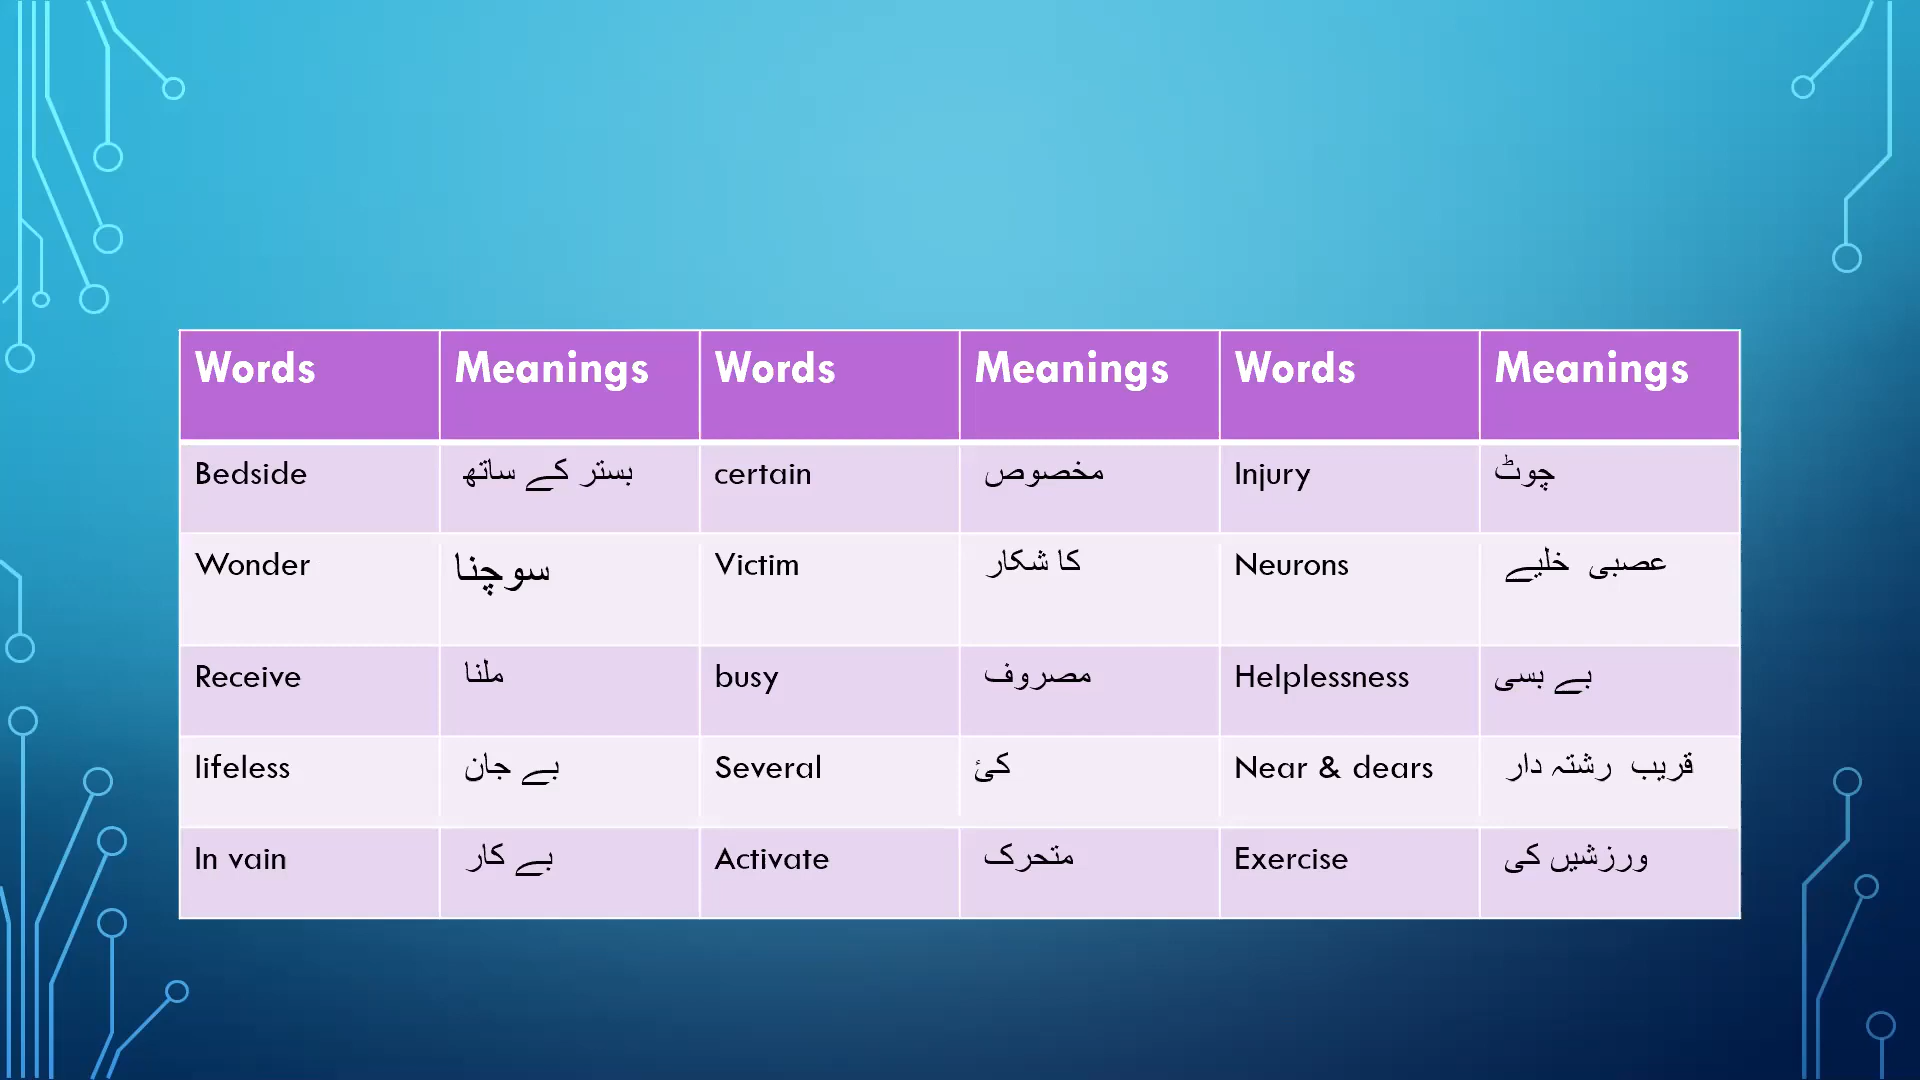 Words Meanings Words Meanings Words Meanings
Bedside بستر کے ساتھ certain مخصوص Injury چوٹ
Wonder سوچنا Victim کا شکار Neurons عصبی خلیے
Receive ملنا busy مصروف Helplessness بے بسی
lifeless بے جان Several کئ Near & dears قریب رشتہ دار
In vain بے کار Activate متحرک Exercise ورزشیں کی